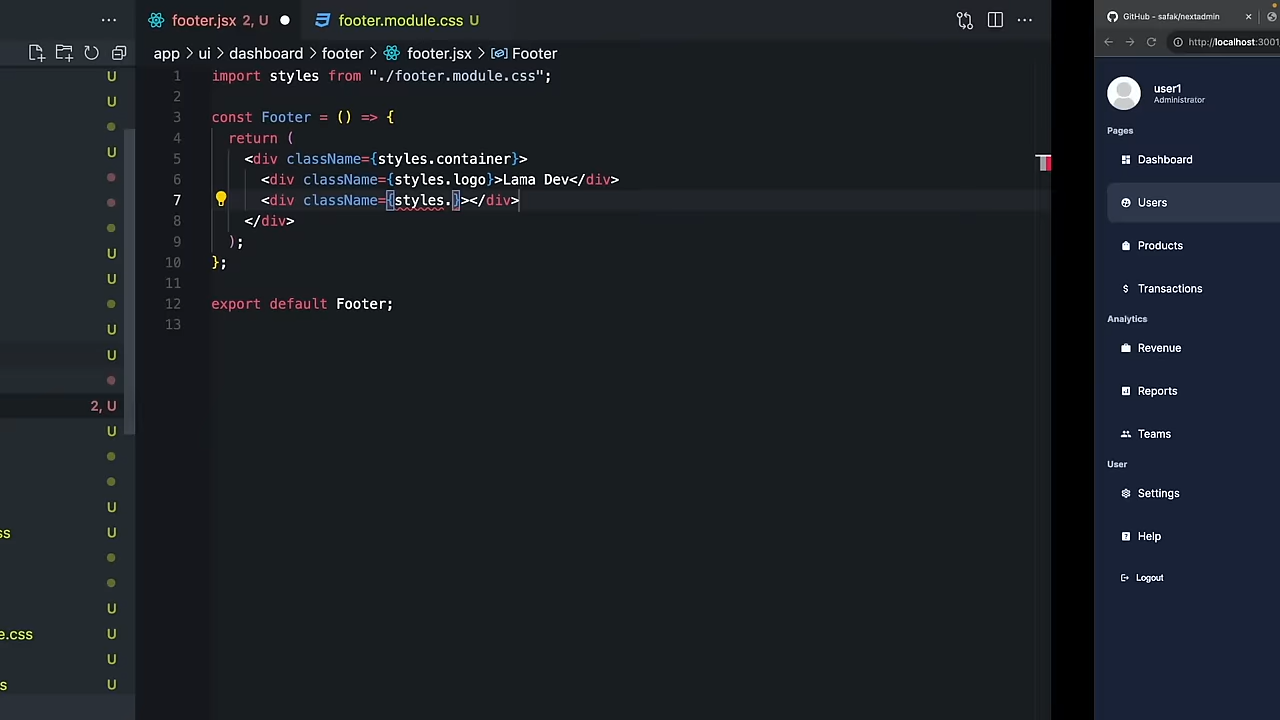 footer.jsx 2, U
footer.module.css U
app ui dashboard footer footer.jsx Footer
1 import styles from "./footer.module.css";
2
3 const Footer = () => {
4 return (
5 <div className={styles.container}>
6 <div className={styles.logo}>Lama Dev</div>
7 <div className={styles.}></div>
8 </div>
9 );
10 };
11
12 export default Footer;
13
U
U
U
U
U
U
U
2, U
U
U
ss U
U
e.css U
U
s U
GitHub - safak/nextadmin
http://localhost:3001
user1
Administrator
Pages
Dashboard
Users
Products
Transactions
Analytics
Revenue
Reports
Teams
User
Settings
Help
Logout